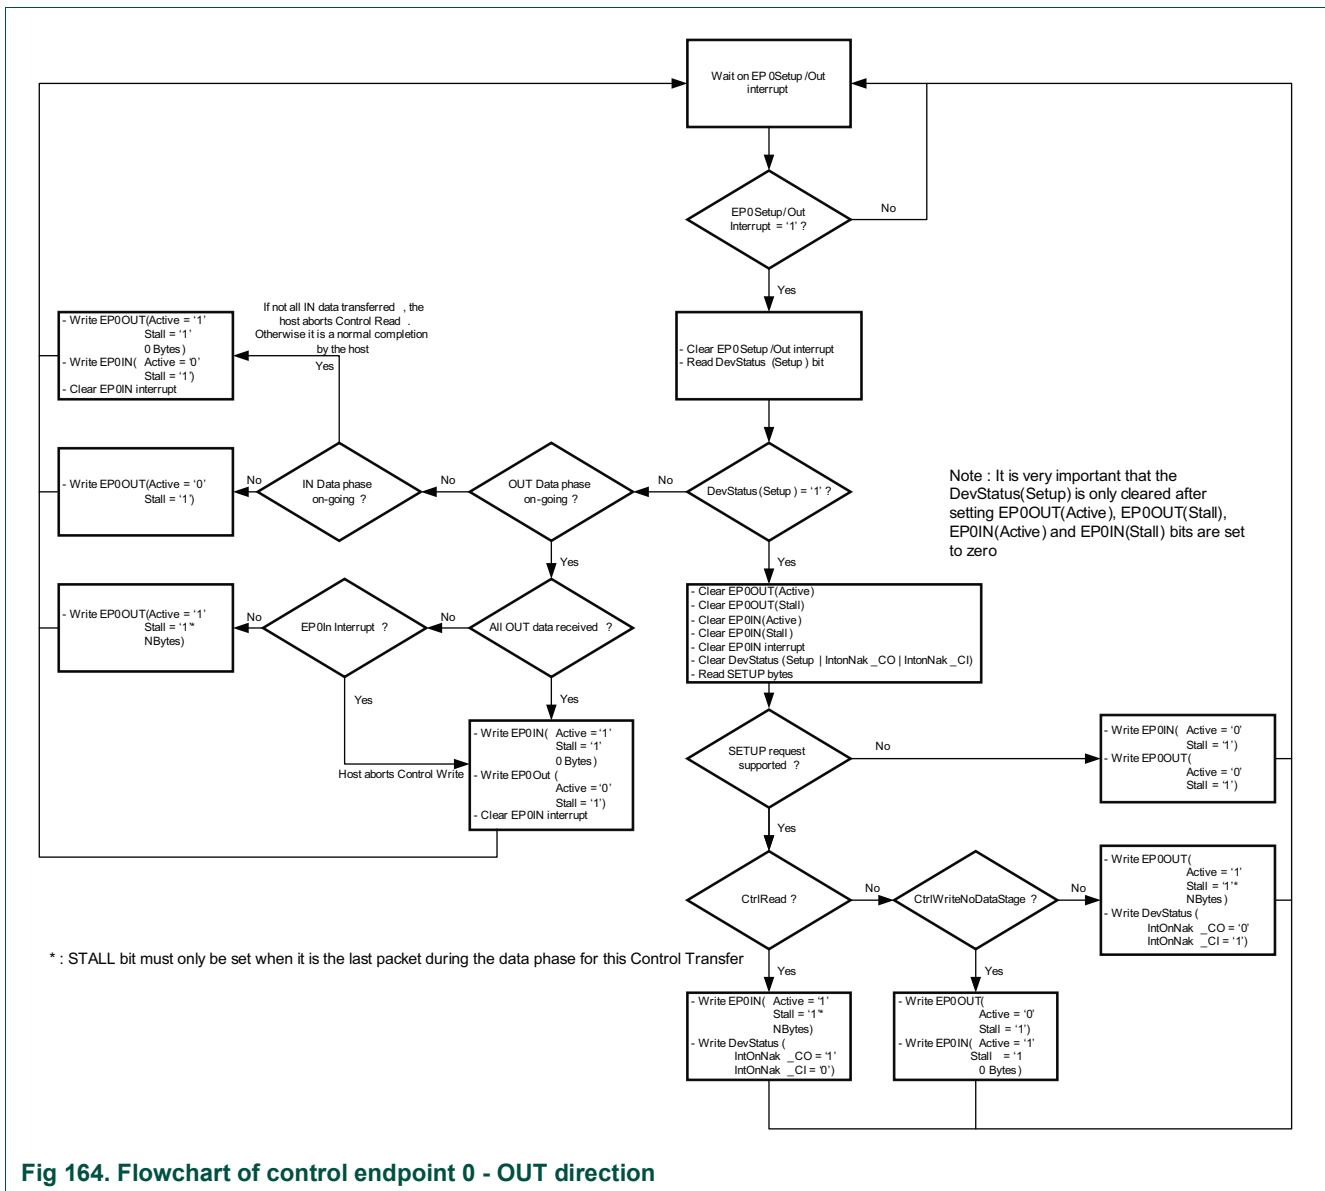 Wait on EP0Setup/Out
interrupt
EP0Setup/Out
Interrupt = ‘1’ ?
No
Yes
- Clear EP0Setup/Out interrupt
- Read DevStatus (Setup) bit
If not all IN data transferred , the
host aborts Control Read .
Otherwise it is a normal completion
by the host
Yes
- Write EP0OUT(Active = ‘1’
Stall = ‘1’
0 Bytes)
- Write EP0IN( Active = ‘0’
Stall = ‘1’)
- Clear EP0IN interrupt
- Write EP0OUT(Active = ‘0’
Stall = ‘1’)
No
IN Data phase
on-going ?
No
OUT Data phase
on-going ?
No
DevStatus(Setup) = ‘1’ ?
Note : It is very important that the
DevStatus(Setup) is only cleared after
setting EP0OUT(Active), EP0OUT(Stall),
EP0IN(Active) and EP0IN(Stall) bits are set
to zero
Yes
Yes
- Write EP0OUT(Active = ‘1’
Stall = ‘1’*
NBytes)
No
EP0In Interrupt ?
No
All OUT data received ?
- Clear EP0OUT(Active)
- Clear EP0OUT(Stall)
- Clear EP0IN(Active)
- Clear EP0IN(Stall)
- Clear EP0IN interrupt
- Clear DevStatus (Setup | IntonNak _CO | IntonNak _CI)
- Read SETUP bytes
Yes
Yes
Host aborts Control Write
- Write EP0IN( Active = ‘1’
Stall = ‘1’
0 Bytes)
- Write EP0Out (
Active = ‘0’
Stall = ‘1’)
- Clear EP0IN interrupt
SETUP request
supported ?
No
- Write EP0IN( Active = ‘0’
Stall = ‘1’)
- Write EP0OUT(
Active = ‘0’
Stall = ‘1’)
Yes
CtrlRead ?
No
CtrlWriteNoDataStage ?
No
- Write EP0OUT(
Active = ‘1’
Stall = ‘1’*
NBytes)
- Write DevStatus (
IntOnNak _CO = ‘0’
IntOnNak _CI = ‘1’)
* : STALL bit must only be set when it is the last packet during the data phase for this Control Transfer
Yes
Yes
- Write EP0IN( Active = ‘1’
Stall = ‘1’*
NBytes)
- Write DevStatus (
IntOnNak _CO = ‘1’
IntOnNak _CI = ‘0’)
- Write EP0OUT(
Active = ‘0’
Stall = ‘1’)
- Write EP0IN( Active = ‘1’
Stall = ‘1
0 Bytes)
Fig 164. Flowchart of control endpoint 0 - OUT direction